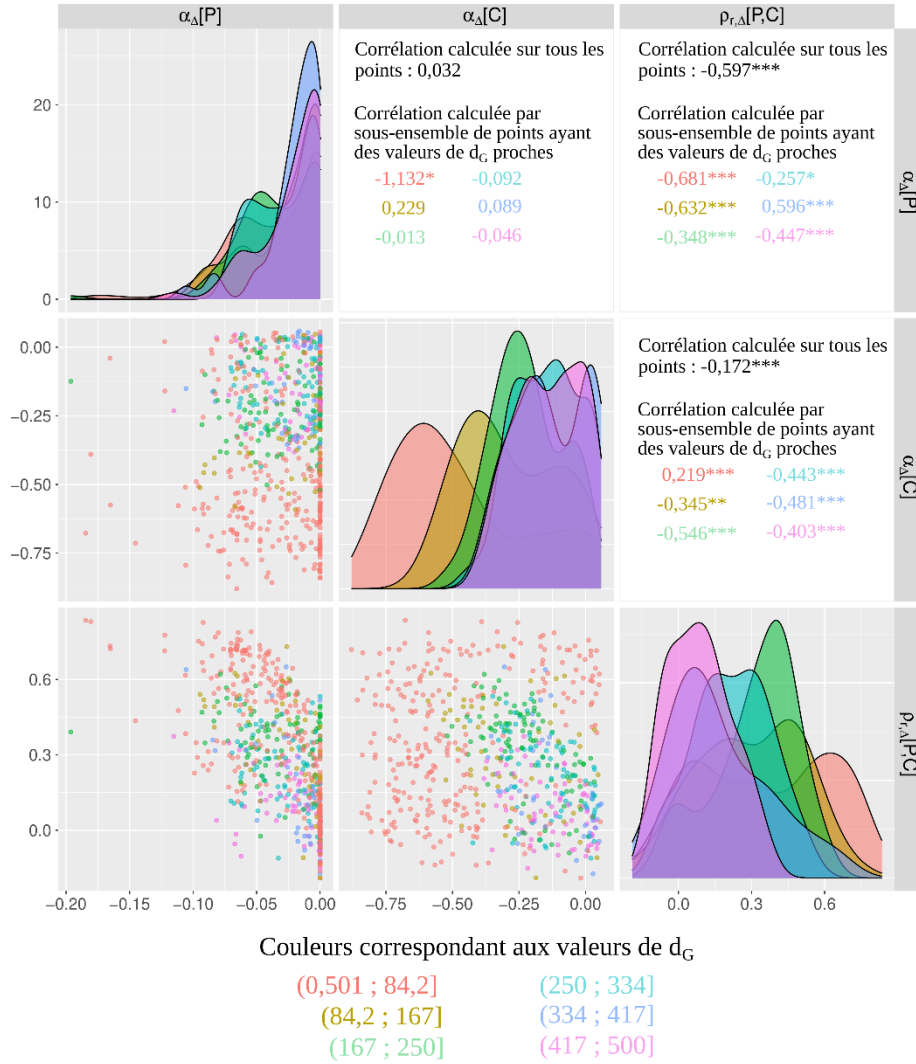 α_Δ[P]
α_Δ[C]
ρ_r,Δ[P,C]
20
10
0
Corrélation calculée sur tous les
points : 0,032
Corrélation calculée par
sous-ensemble de points ayant
des valeurs de d_G proches
-1,132* -0,092
0,229 0,089
-0,013 -0,046
Corrélation calculée sur tous les
points : -0,597***
Corrélation calculée par
sous-ensemble de points ayant
des valeurs de d_G proches
-0,681*** -0,257*
-0,632*** 0,596***
-0,348*** -0,447***
α_Δ[P]
0.00
−0.25
−0.50
−0.75
Corrélation calculée sur tous les
points : -0,172***
Corrélation calculée par
sous-ensemble de points ayant
des valeurs de d_G proches
0,219*** -0,443***
-0,345** -0,481***
-0,546*** -0,403***
α_Δ[C]
0.6
0.3
0.0
ρ_r,Δ[P,C]
−0.20 −0.15 −0.10 −0.05 0.00
−0.75 −0.50 −0.25 0.00
0.0 0.3 0.6
Couleurs correspondant aux valeurs de d_G
(0,501 ; 84,2] (250 ; 334]
(84,2 ; 167] (334 ; 417]
(167 ; 250] (417 ; 500]